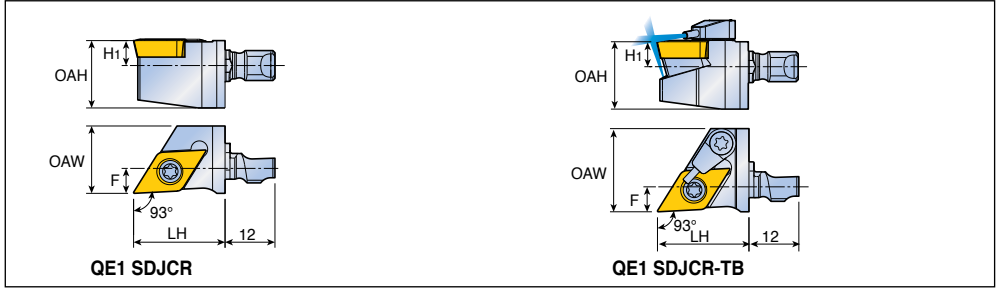 H1
OAH
OAW
F
93°
LH
12
QE1 SDJCR
H1
OAH
OAW
F
93°
LH
12
QE1 SDJCR-TB